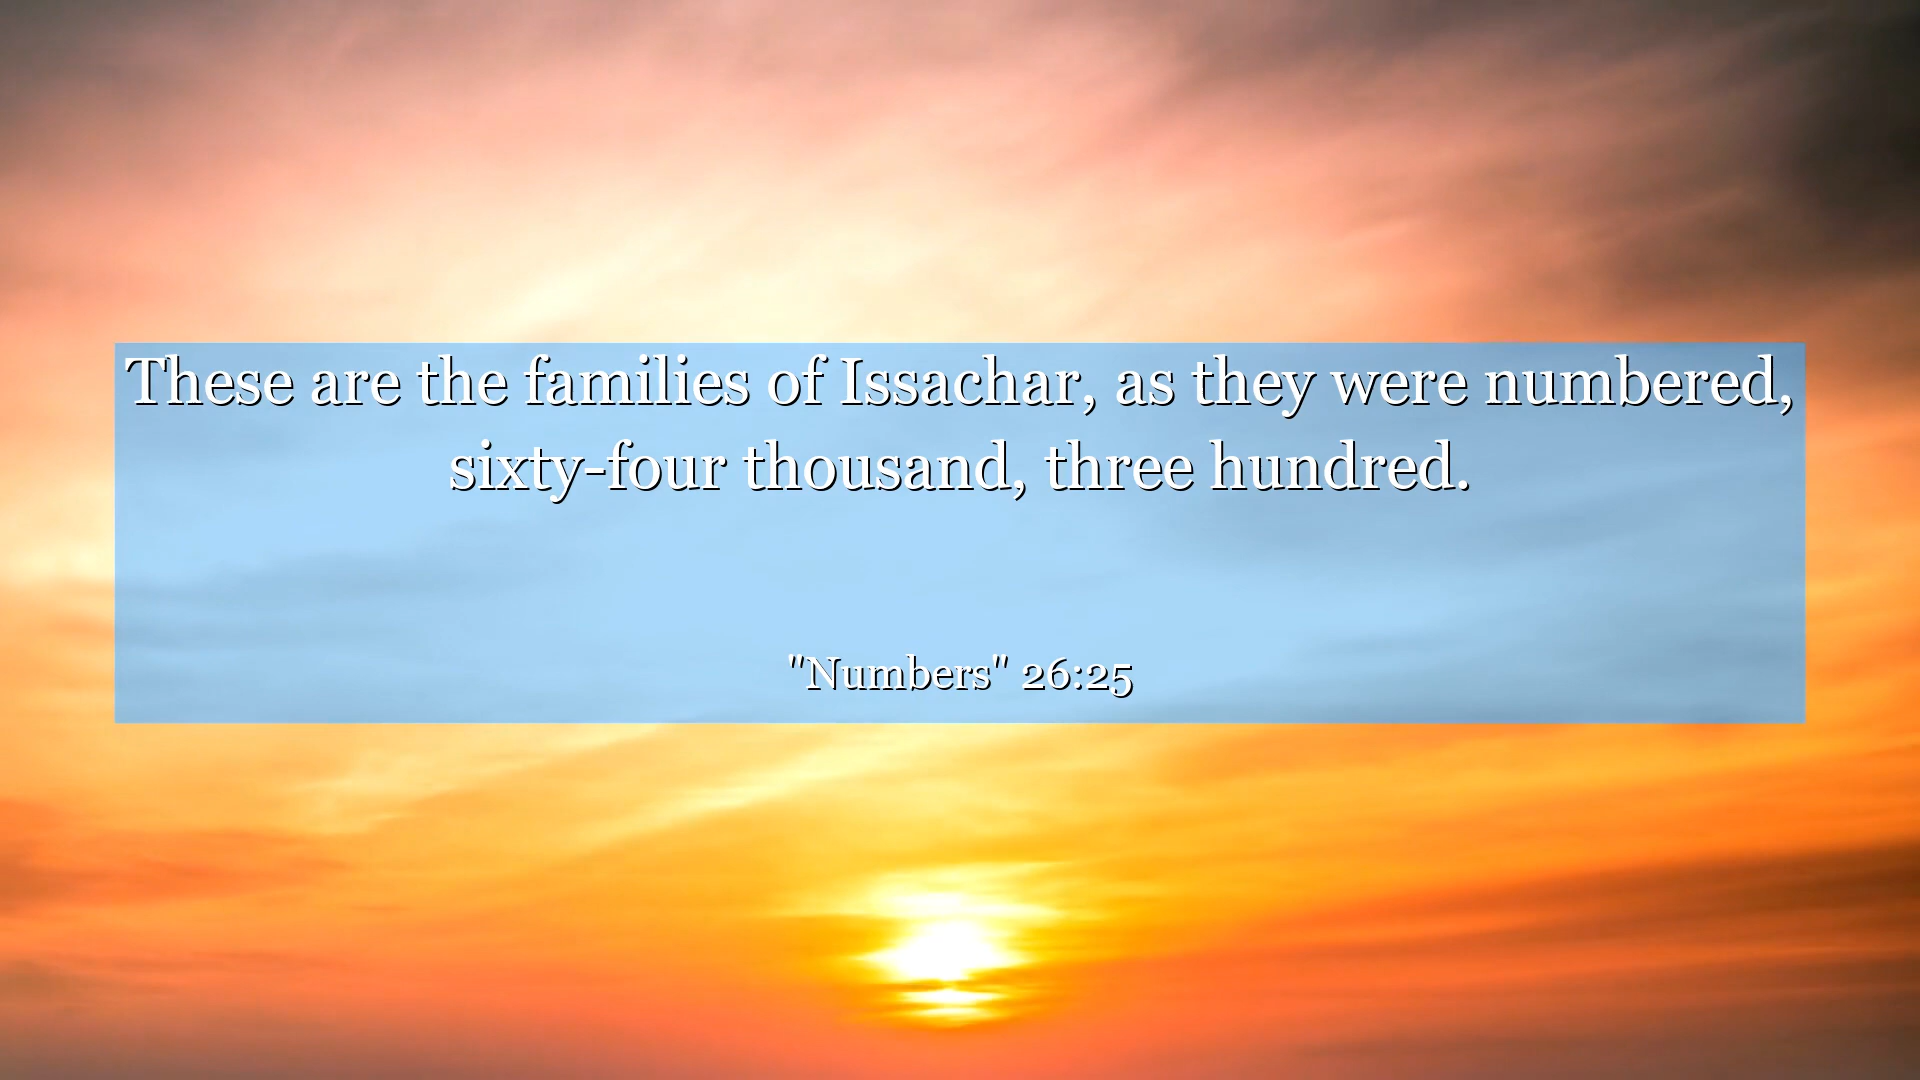 These are the families of Issachar, as they were numbered,
sixty-four thousand, three hundred.
"Numbers" 26:25